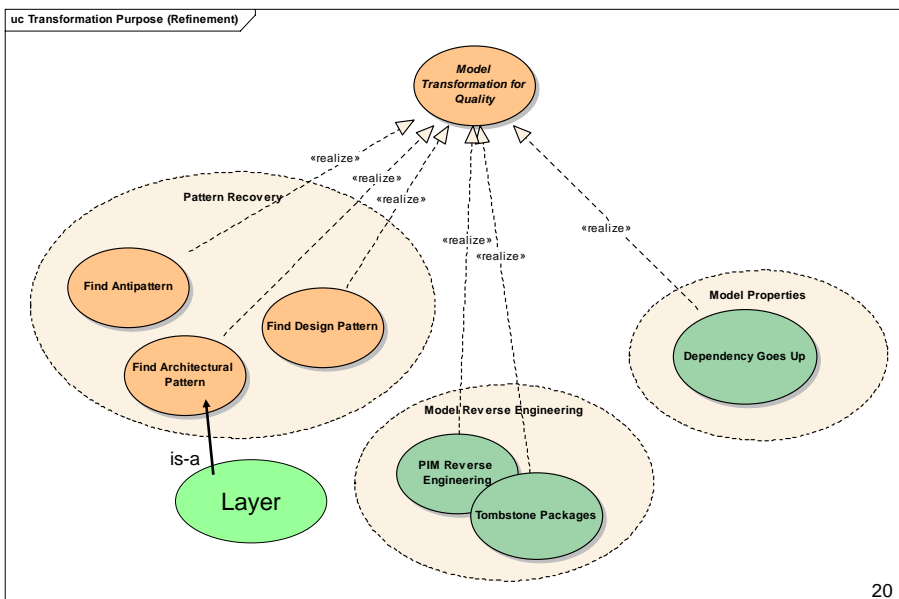 uc Transformation Purpose (Refinement)
Model
Transformation for
Quality
«realize»
«realize»
«realize»
Pattern Recovery
«realize»
«realize»
«realize»
Find Antipattern
Find Design Pattern
Find Architectural
Pattern
Model Properties
Dependency Goes Up
Model Reverse Engineering
PIM Reverse
Engineering
Tombstone Packages
is-a
Layer
20